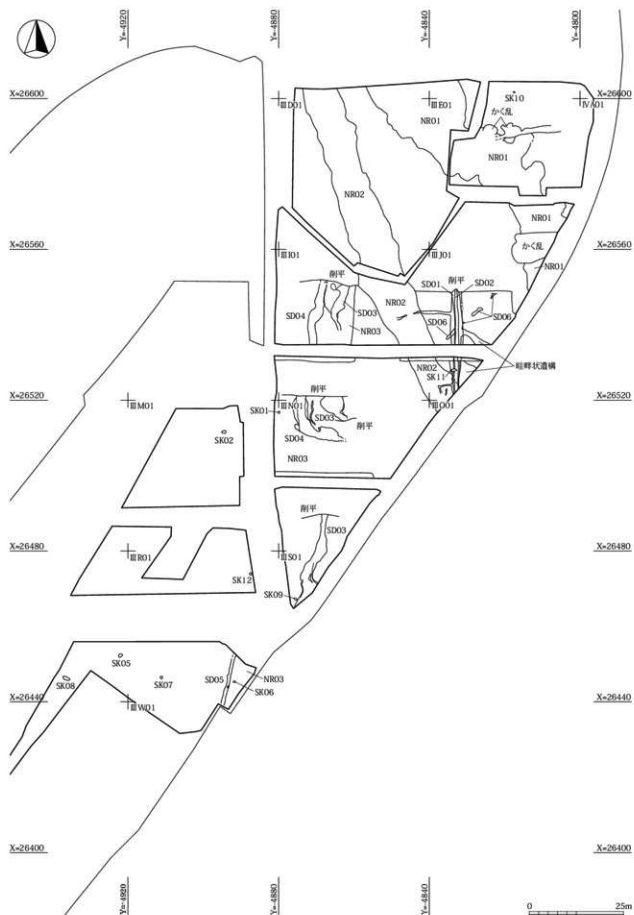 Y=-4920
Y=-4880
Y=-4840
Y=-4800
X=26600
X=26600
ⅢD01
ⅢE01
SK10
ⅣA01
かく乱
NR01
NR01
NR02
NR01
かく乱
NR01
X=26560
X=26560
ⅢI01
ⅢJ01
削平
SD01
削平
SD02
NR02
SD04
SD03
NR03
SD06
SD06
畦畔状遺構
NR02
SK11
X=26520
X=26520
ⅢM01
SK01
ⅢN01
削平
ⅢO01
SD03
削平
SK02
SD04
NR03
削平
SD03
X=26480
X=26480
ⅢR01
ⅢS01
SK12
SK09
SK05
NR03
SK08
SK07
SD05
SK06
X=26440
X=26440
ⅢW01
X=26400
X=26400
Y=-4920
Y=-4880
Y=-4840
Y=-4800
0
25m